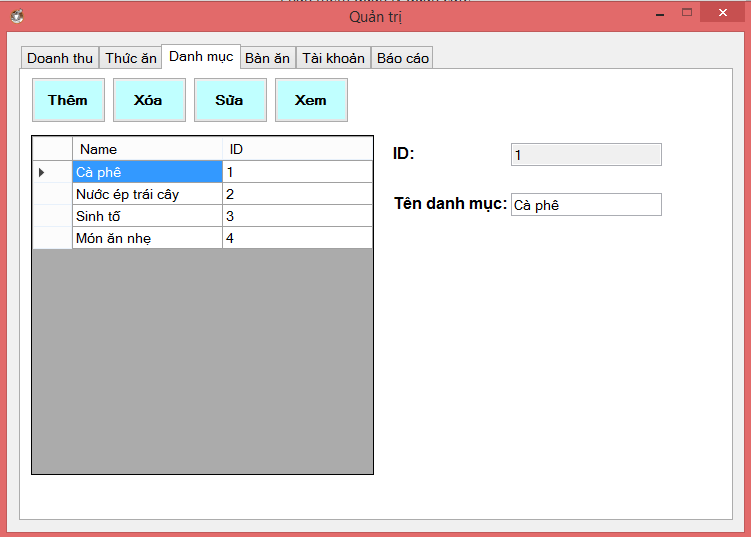 Quản trị
Doanh thu Thức ăn Danh mục Bàn ăn Tài khoản Báo cáo
Thêm Xóa Sửa Xem
Name ID
Cà phê 1
Nước ép trái cây 2
Sinh tố 3
Món ăn nhẹ 4
ID: 1
Tên danh mục: Cà phê